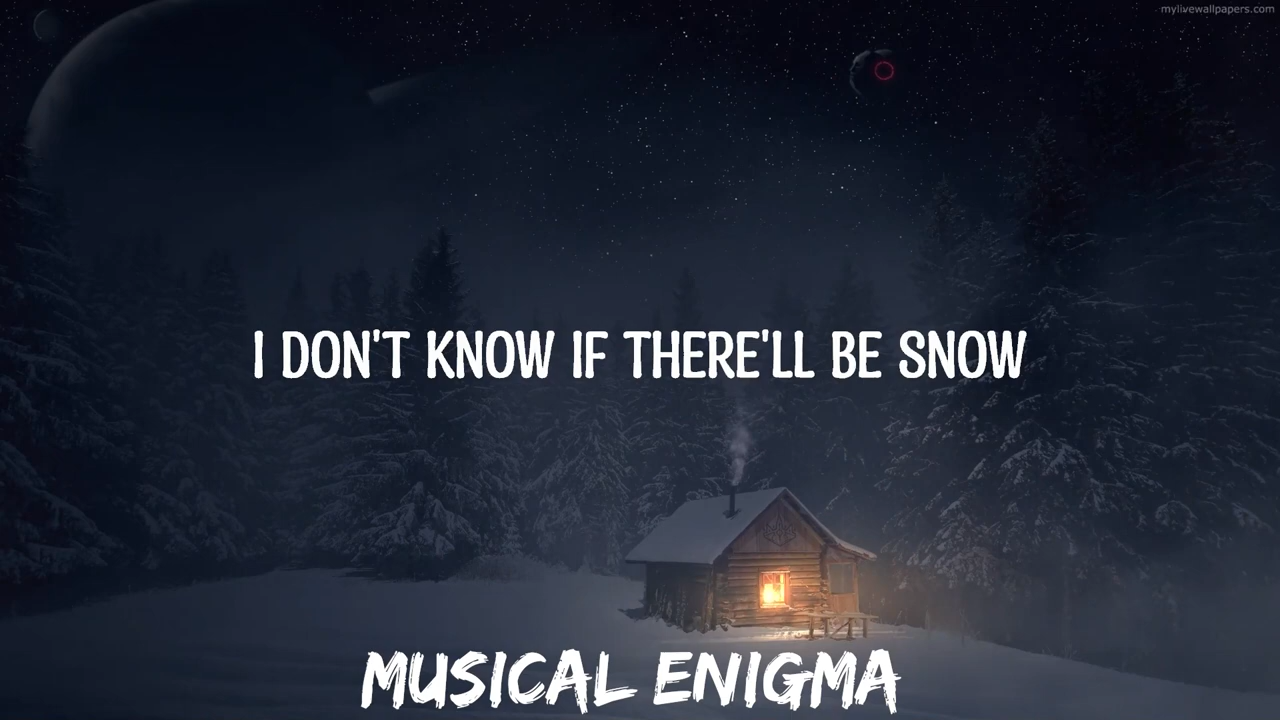 mylivewallpapers.com
I DON'T KNOW IF THERE'LL BE SNOW
MUSICAL ENIGMA